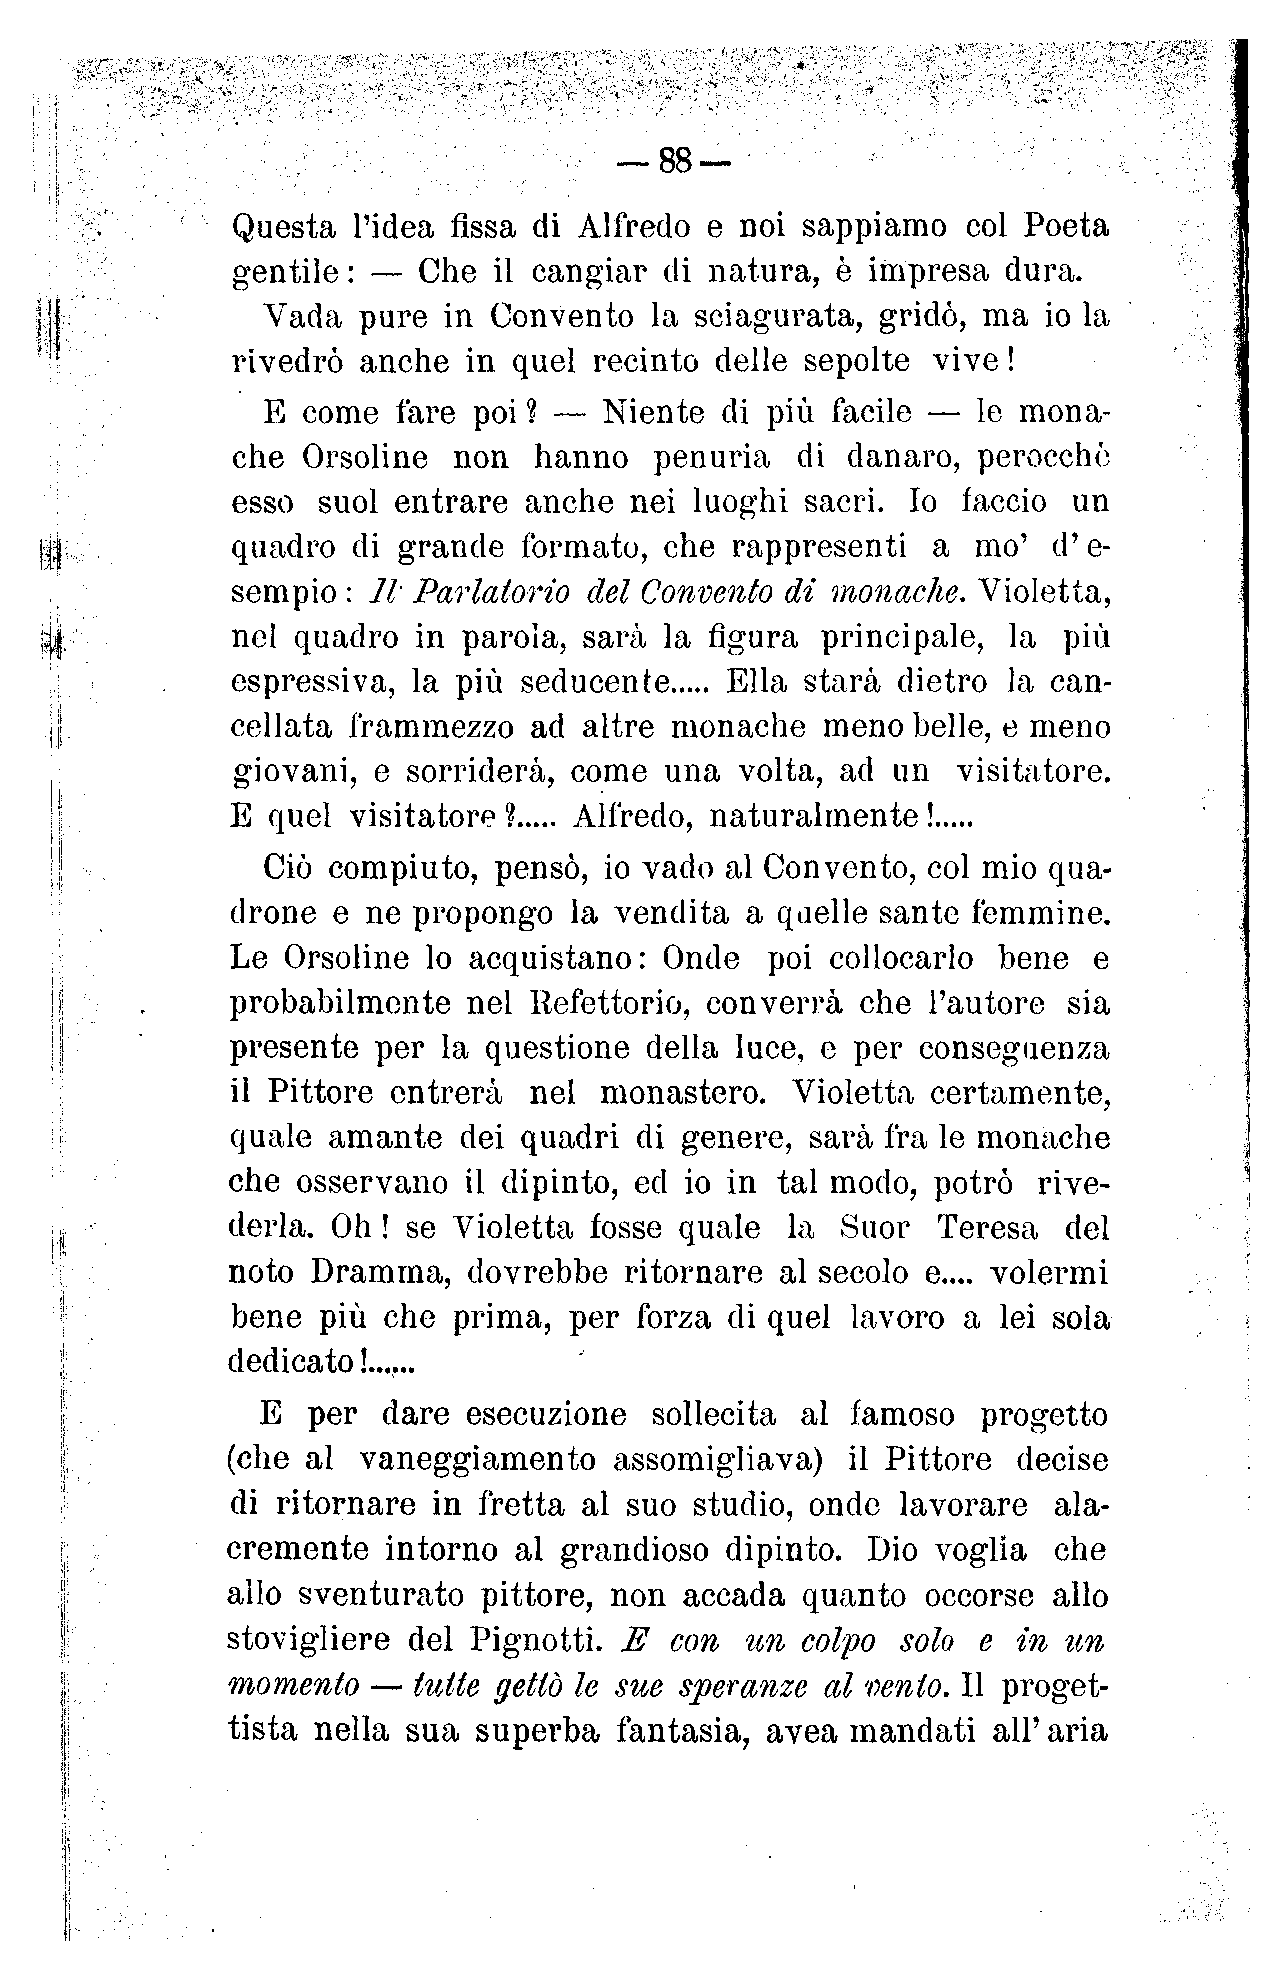 — 88 —
Questa l'idea fissa di Alfredo e noi sappiamo col Poeta
gentile: — Che il cangiar di natura, è impresa dura.
Vada pure in Convento la sciagurata, gridò, ma io la
rivedrò anche in quel recinto delle sepolte vive!
E come fare poi? — Niente di più facile — le mona-
che Orsoline non hanno penuria di danaro, perocchè
esso suol entrare anche nei luoghi sacri. Io faccio un
quadro di grande formato, che rappresenti a mo' d'e-
sempio: Il Parlatorio del Convento di monache. Violetta,
nel quadro in parola, sarà la figura principale, la più
espressiva, la più seducente..... Ella starà dietro la can-
cellata frammezzo ad altre monache meno belle, e meno
giovani, e sorriderà, come una volta, ad un visitatore.
E quel visitatore?..... Alfredo, naturalmente!.....
Ciò compiuto, pensò, io vado al Convento, col mio qua-
drone e ne propongo la vendita a quelle sante femmine.
Le Orsoline lo acquistano: Onde poi collocarlo bene e
probabilmente nel Refettorio, converrà che l'autore sia
presente per la questione della luce, e per conseguenza
il Pittore entrerà nel monastero. Violetta certamente,
quale amante dei quadri di genere, sarà fra le monache
che osservano il dipinto, ed io in tal modo, potrò rive-
derla. Oh! se Violetta fosse quale la Suor Teresa del
noto Dramma, dovrebbe ritornare al secolo e.... volermi
bene più che prima, per forza di quel lavoro a lei sola
dedicato!......
E per dare esecuzione sollecita al famoso progetto
(che al vaneggiamento assomigliava) il Pittore decise
di ritornare in fretta al suo studio, onde lavorare ala-
cremente intorno al grandioso dipinto. Dio voglia che
allo sventurato pittore, non accada quanto occorse allo
stovigliere del Pignotti. E con un colpo solo e in un
momento — tutte gettò le sue speranze al vento. Il proget-
tista nella sua superba fantasia, avea mandati all'aria